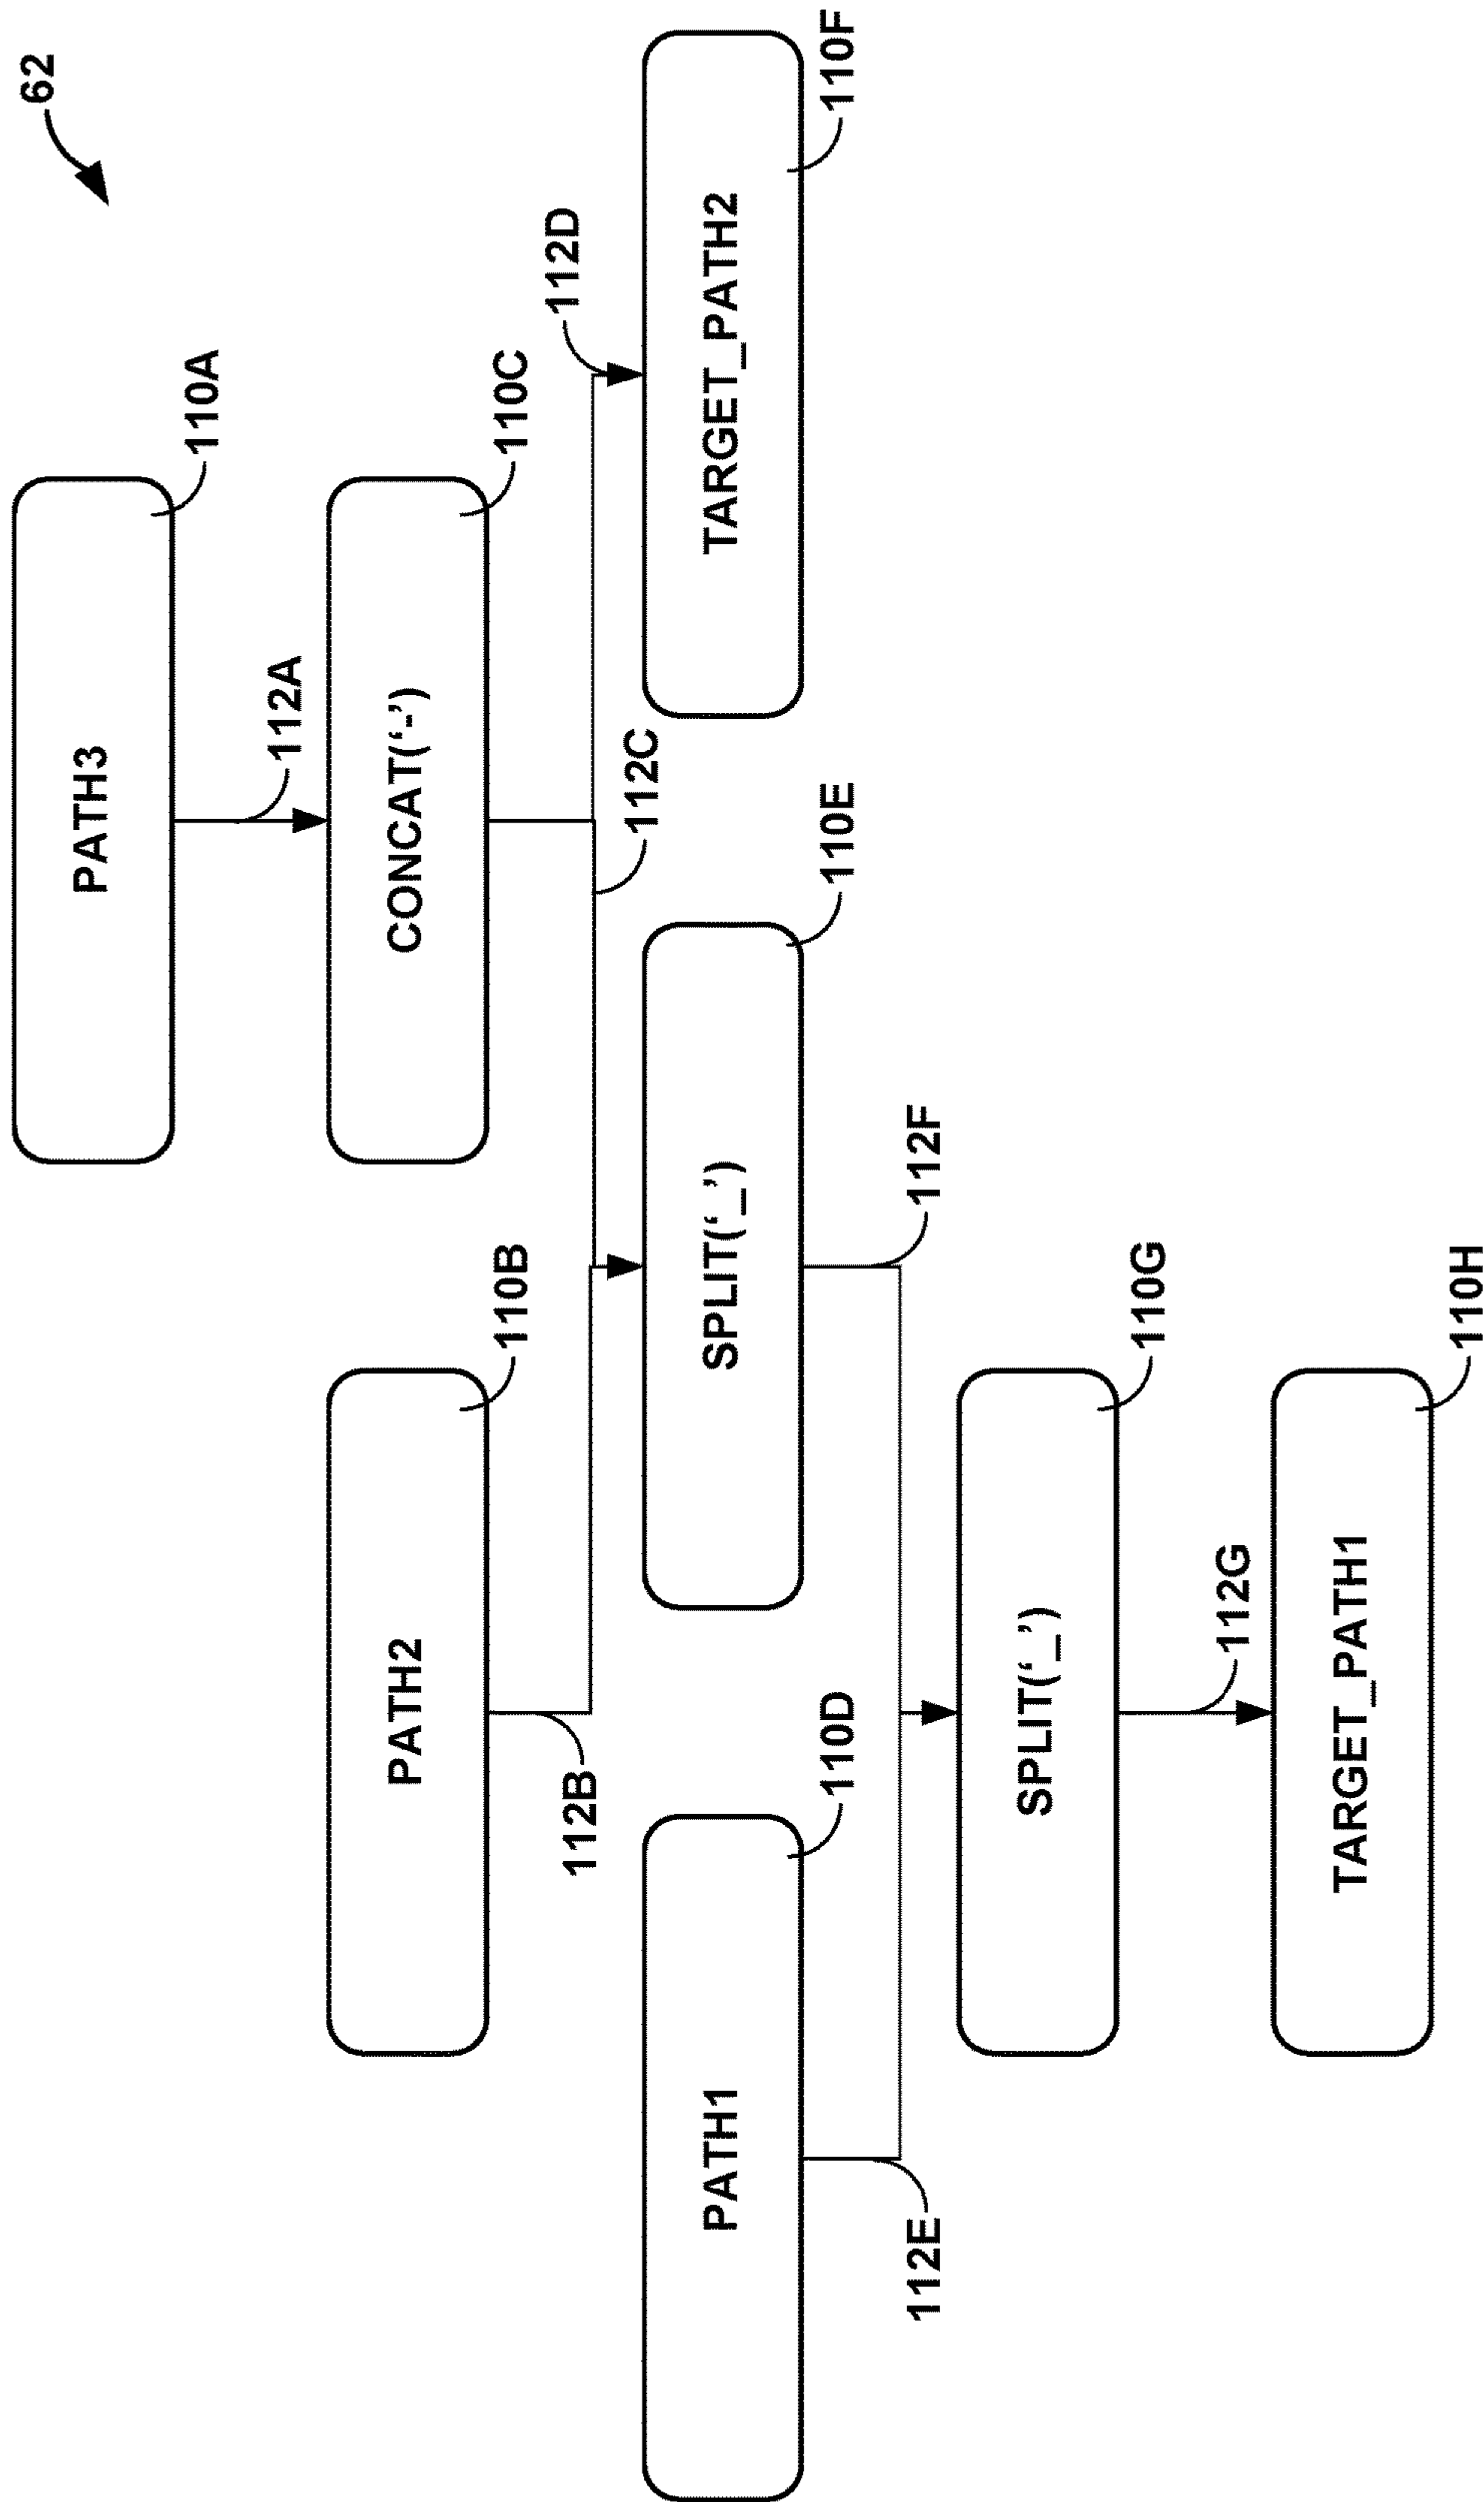 62
PATH3
110A
112A
PATH2
110B
CONCAT(‘-’)
110C
112B
112C
112D
PATH1
110D
SPLIT(‘_’)
110E
TARGET_PATH2
110F
112E
112F
SPLIT(‘_’)
110G
112G
TARGET_PATH1
110H